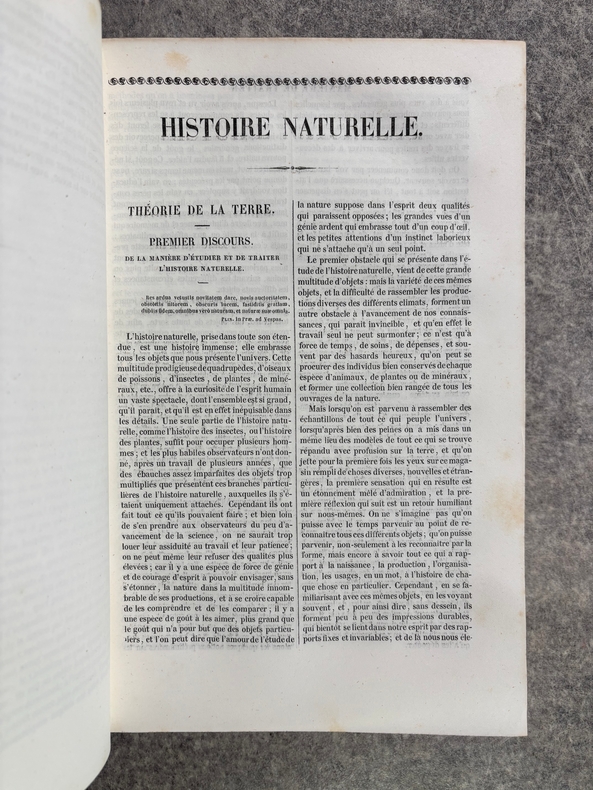 HISTOIRE NATURELLE.
THÉORIE DE LA TERRE.
PREMIER DISCOURS.
DE LA MANIÈRE D'ÉTUDIER ET DE TRAITER
L'HISTOIRE NATURELLE.
Res ardua vetustis novitatem dare, novis auctoritatem,
obsoletis nitorem, obscuris lucem, fastiditis gratiam,
dubiis fidem, omnibus vero naturam, et naturæ suæ omnia.
PLIN. in Præf. ad Vespas.
L'histoire naturelle, prise dans toute son éten-
due, est une histoire immense; elle embrasse
tous les objets que nous présente l'univers. Cette
multitude prodigieuse de quadrupèdes, d'oiseaux
de poissons, d'insectes, de plantes, de miné-
raux, etc., offre à la curiosité de l'esprit humain
un vaste spectacle, dont l'ensemble est si grand,
qu'il paraît, et qu'il est en effet inépuisable dans
les détails. Une seule partie de l'histoire natu-
relle, comme l'histoire des insectes, ou l'histoire
des plantes, suffit pour occuper plusieurs hom-
mes; et les plus habiles observateurs n'ont don-
né, après un travail de plusieurs années, que
des ébauches assez imparfaites des objets trop
multipliés que présentent ces branches particu-
lières de l'histoire naturelle, auxquelles ils s'é-
taient uniquement attachés. Cependant ils ont
fait tout ce qu'ils pouvaient faire; et bien loin
de s'en prendre aux observateurs du peu d'a-
vancement de la science, on ne saurait trop
louer leur assiduité au travail et leur patience;
on ne peut même leur refuser des qualités plus
élevées; car il y a une espèce de force de génie
et de courage d'esprit à pouvoir envisager, sans
s'étonner, la nature dans la multitude innom-
brable de ses productions, et à se croire capable
de les comprendre et de les comparer; il y a
une espèce de goût à les aimer, plus grand que
le goût qui n'a pour but que des objets particu-
liers, et l'on peut dire que l'amour de l'étude de
la nature suppose dans l'esprit deux qualités
qui paraissent opposées; les grandes vues d'un
génie ardent qui embrasse tout d'un coup d'œil,
et les petites attentions d'un instinct laborieux
qui ne s'attache qu'à un seul point.
Le premier obstacle qui se présente dans l'é-
tude de l'histoire naturelle, vient de cette grande
multitude d'objets : mais la variété de ces mêmes
objets, et la difficulté de rassembler les produc-
tions diverses des différents climats, forment un
autre obstacle à l'avancement de nos connais-
sances, qui paraît invincible, et qu'en effet le
travail seul ne peut surmonter; ce n'est qu'à
force de temps, de soins, de dépenses, et sou-
vent par des hasards heureux, qu'on peut se
procurer des individus bien conservés de chaque
espèce d'animaux, de plantes ou de minéraux,
et former une collection bien rangée de tous les
ouvrages de la nature.
Mais lorsqu'on est parvenu à rassembler des
échantillons de tout ce qui peuple l'univers,
lorsqu'après bien des peines on a mis dans un
même lieu des modèles de tout ce qui se trouve
répandu avec profusion sur la terre, et qu'on
jette pour la première fois les yeux sur ce maga-
sin rempli de choses diverses, nouvelles et étran-
gères, la première sensation qui en résulte est
un étonnement mêlé d'admiration, et la pre-
mière réflexion qui suit est un retour humiliant
sur nous-mêmes. On ne s'imagine pas qu'on
puisse avec le temps parvenir au point de re-
connaître tous ces différents objets; qu'on puisse
parvenir, non-seulement à les reconnaître par la
forme, mais encore à savoir tout ce qui a rap-
port à la naissance, la production, l'organisa-
tion, les usages, en un mot, à l'histoire de cha-
que chose en particulier. Cependant, en se fa-
miliarisant avec ces mêmes objets, en les voyant
souvent, et, pour ainsi dire, sans dessein, ils
forment peu à peu des impressions durables,
qui bientôt se lient dans notre esprit par des rap-
ports fixes et invariables; et de là nous nous éle-